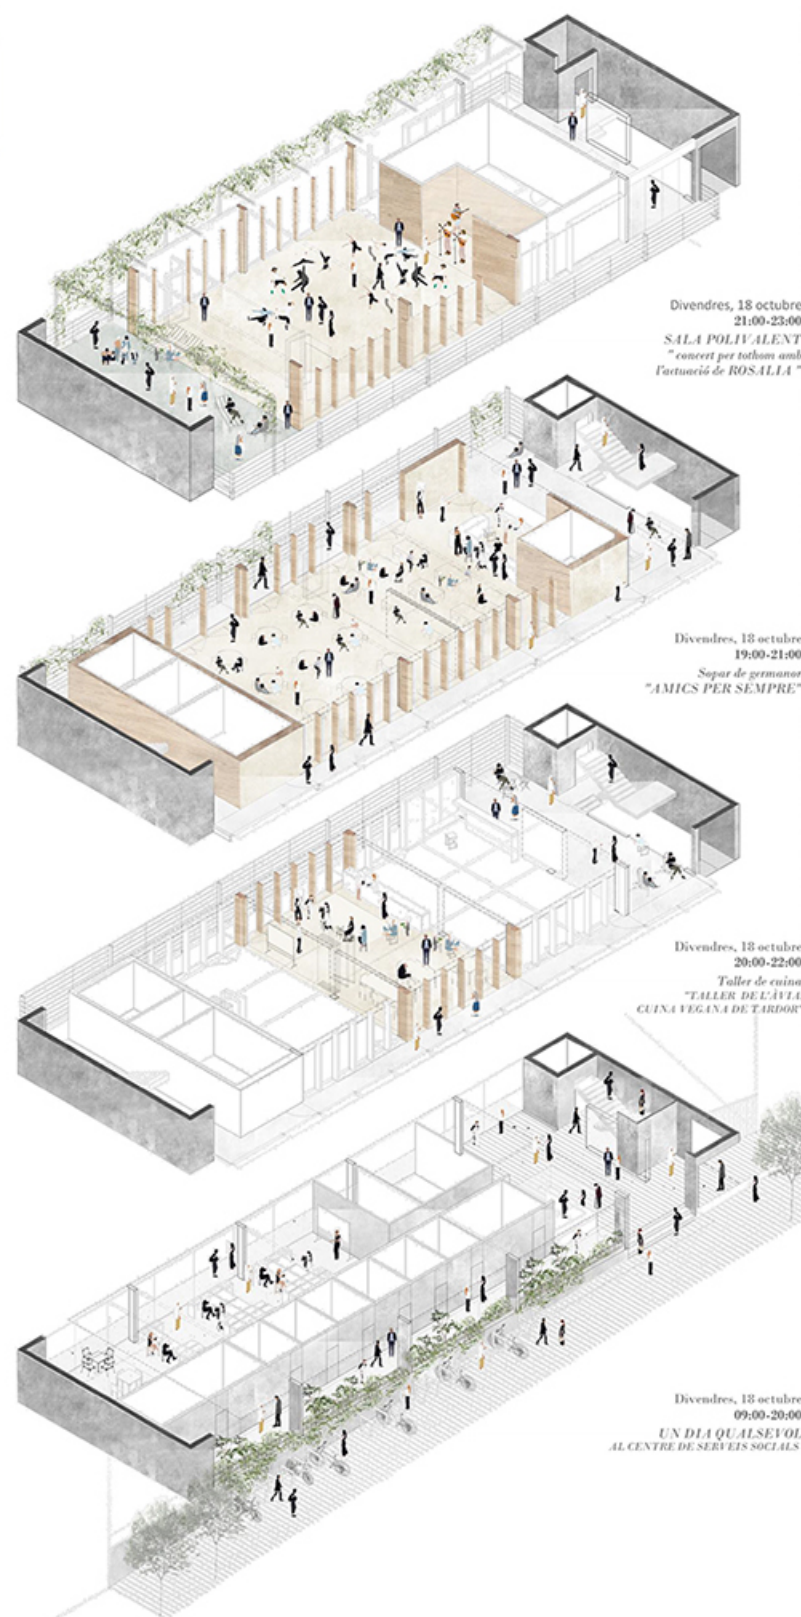 Divendres, 18 octubre
21:00-23:00
SALA POLIVALENT
" concert per tothom amb
l'actuació de ROSALIA "
Divendres, 18 octubre
19:00-21:00
Sopar de germanor
"AMICS PER SEMPRE"
Divendres, 18 octubre
20:00-22:00
Taller de cuina
"TALLER DE L'ÀVIA:
CUINA VEGANA DE TARDOR"
Divendres, 18 octubre
09:00-20:00
UN DIA QUALSEVOL
AL CENTRE DE SERVEIS SOCIALS